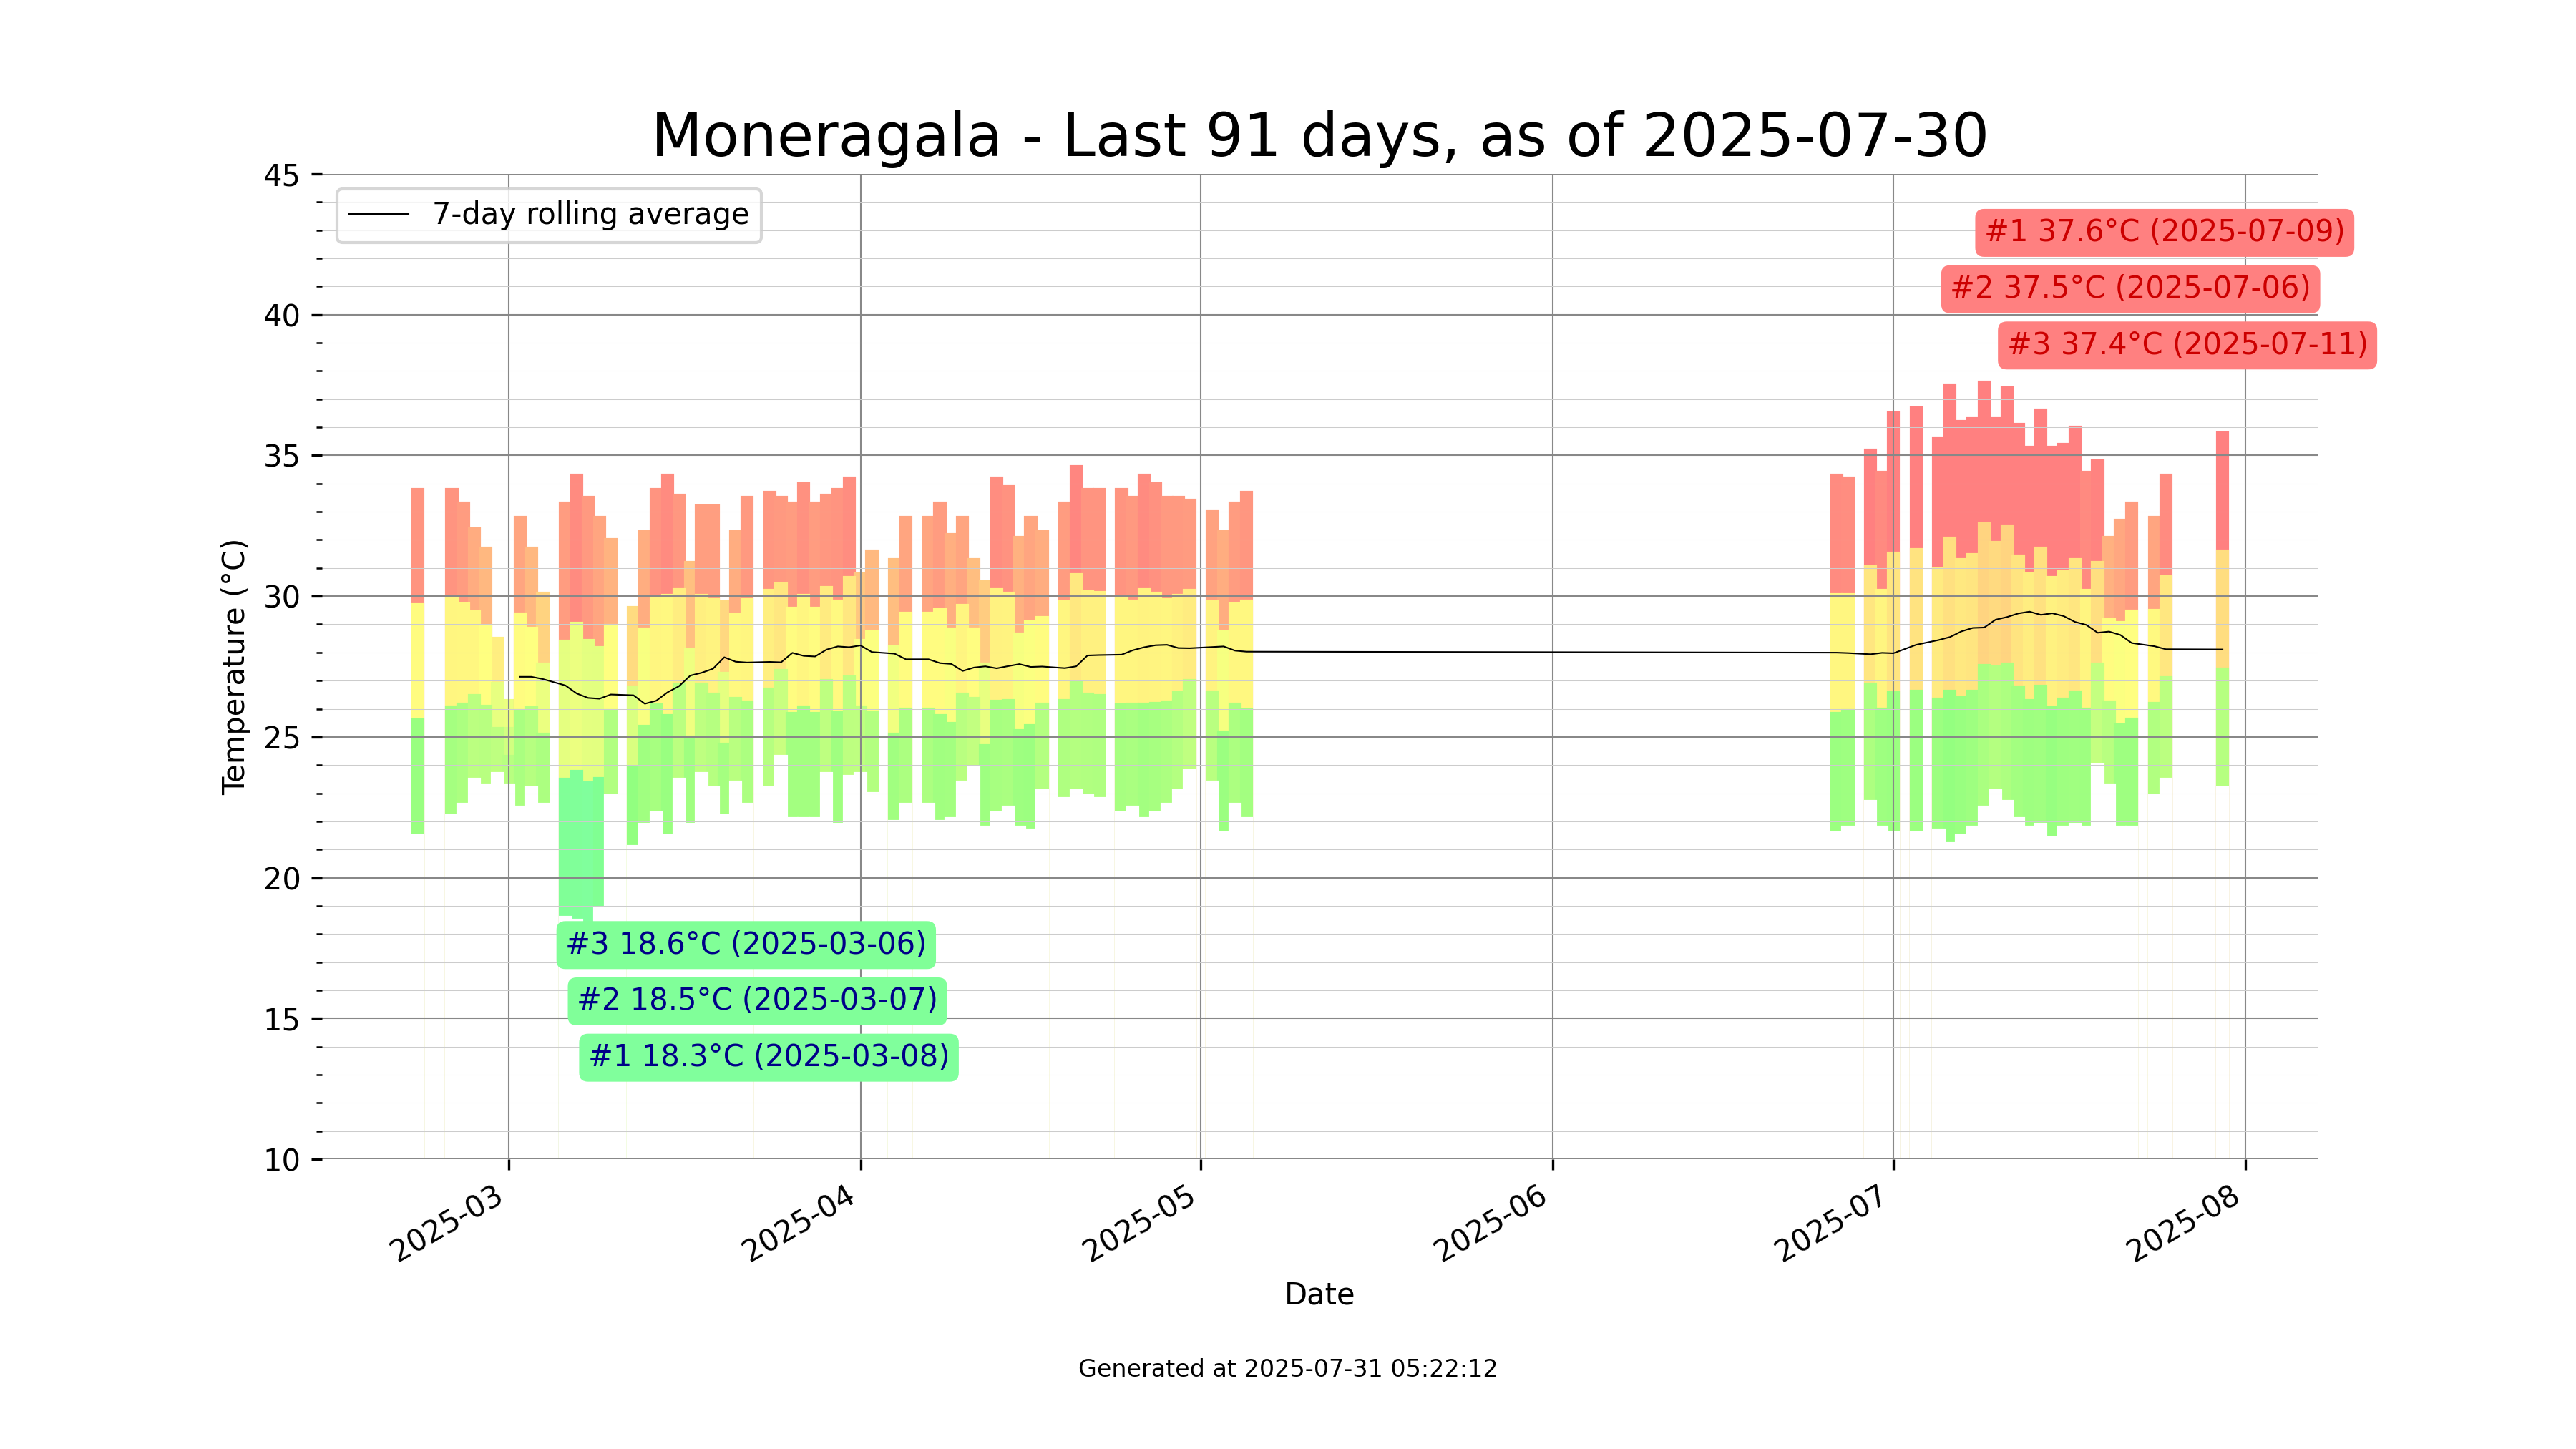 Moneragala - Last 91 days, as of 2025-07-30
45
40
35
30
25
20
15
10
Temperature (°C)
7-day rolling average
#1 37.6°C (2025-07-09)
#2 37.5°C (2025-07-06)
#3 37.4°C (2025-07-11)
#3 18.6°C (2025-03-06)
#2 18.5°C (2025-03-07)
#1 18.3°C (2025-03-08)
2025-03
2025-04
2025-05
2025-06
2025-07
2025-08
Date
Generated at 2025-07-31 05:22:12